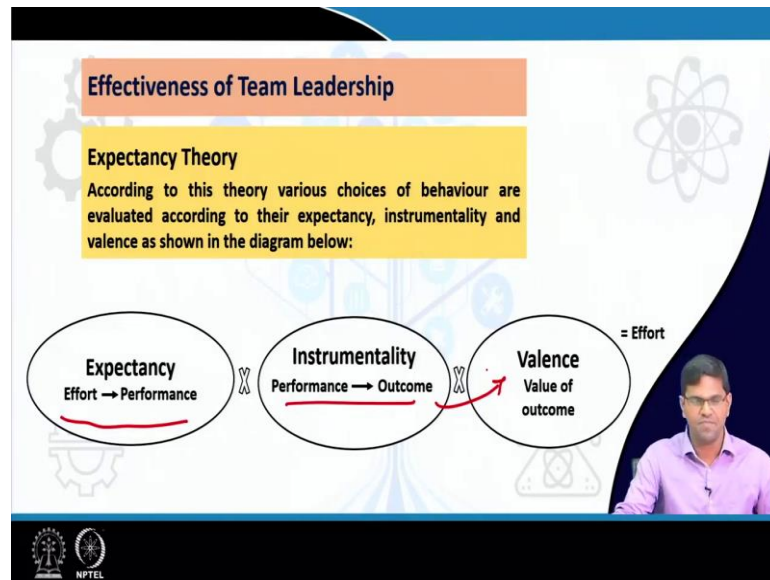 Effectiveness of Team Leadership
Expectancy Theory
According to this theory various choices of behaviour are
evaluated according to their expectancy, instrumentality and
valence as shown in the diagram below:
Expectancy
Effort → Performance
X
Instrumentality
Performance → Outcome
X
Valence
Value of
outcome
= Effort
NPTEL